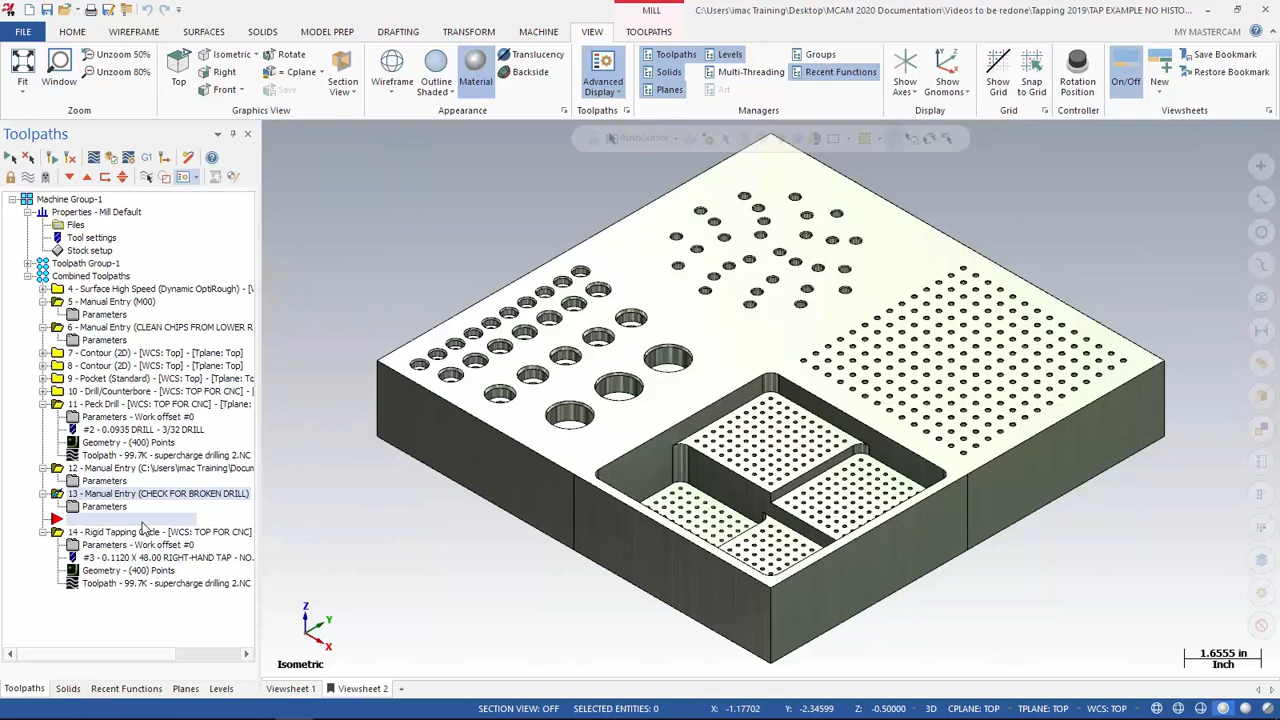 MILL
C:\Users\imac Training\Desktop\MCAM 2020 Documentation\Videos to be redone\Tapping 2019\TAP EXAMPLE NO HISTO...
FILE HOME WIREFRAME SURFACES SOLIDS MODEL PREP DRAFTING TRANSFORM MACHINE VIEW TOOLPATHS MY MASTERCAM
Fit Window Unzoom 50% Unzoom 80%
Zoom
Top Isometric Right Front Rotate = Cplane Save Section View
Graphics View
Wireframe Outline Shaded Material Translucency Backside
Appearance
Advanced Display
Toolpaths
Toolpaths Solids Planes Levels Multi-Threading Art Groups Recent Functions
Managers
Show Axes Show Gnomons
Display
Show Grid Snap to Grid
Grid
Rotation Position
Controller
On/Off New Save Bookmark Restore Bookmark
Viewsheets
Toolpaths
G1
AutoCursor
Machine Group-1
Properties - Mill Default
Files
Tool settings
Stock setup
Toolpath Group-1
Combined Toolpaths
4 - Surface High Speed (Dynamic OptiRough) - [W
5 - Manual Entry (M00)
Parameters
6 - Manual Entry (CLEAN CHIPS FROM LOWER R
Parameters
7 - Contour (2D) - [WCS: Top] - [Tplane: Top]
8 - Contour (2D) - [WCS: Top] - [Tplane: Top]
9 - Pocket (Standard) - [WCS: Top] - [Tplane: T
10 - Drill/Counterbore - [WCS: TOP FOR CNC] -
11 - Peck Drill - [WCS: TOP FOR CNC] - [Tplane:
Parameters - Work offset #0
#2 - 0.0935 DRILL - 3/32 DRILL
Geometry - (400) Points
Toolpath - 99.7K - supercharge drilling 2.NC
12 - Manual Entry (C:\Users\imac Training\Docum
Parameters
13 - Manual Entry (CHECK FOR BROKEN DRILL)
Parameters
14 - Rigid Tapping Cycle - [WCS: TOP FOR CNC]
Parameters - Work offset #0
#3 - 0.1120 X 48.00 RIGHT-HAND TAP - NO.
Geometry - (400) Points
Toolpath - 99.7K - supercharge drilling 2.NC
Z
Y
X
Isometric
1.6555 in
Inch
Toolpaths Solids Recent Functions Planes Levels
Viewsheet 1 Viewsheet 2 +
SECTION VIEW: OFF SELECTED ENTITIES: 0 X: -1.17702 Y: -2.34599 Z: -0.50000 3D CPLANE: TOP TPLANE: TOP WCS: TOP